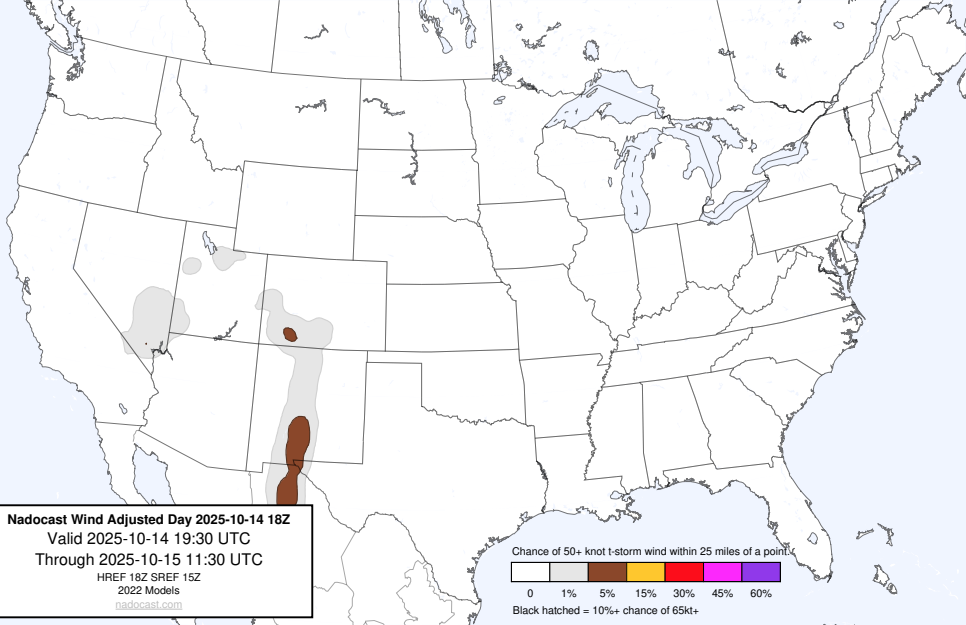 Nadocast Wind Adjusted Day 2025-10-14 18Z
Valid 2025-10-14 19:30 UTC
Through 2025-10-15 11:30 UTC
HREF 18Z SREF 15Z
2022 Models
nadocast.com
Chance of 50+ knot t-storm wind within 25 miles of a point.
0 1% 5% 15% 30% 45% 60%
Black hatched = 10%+ chance of 65kt+